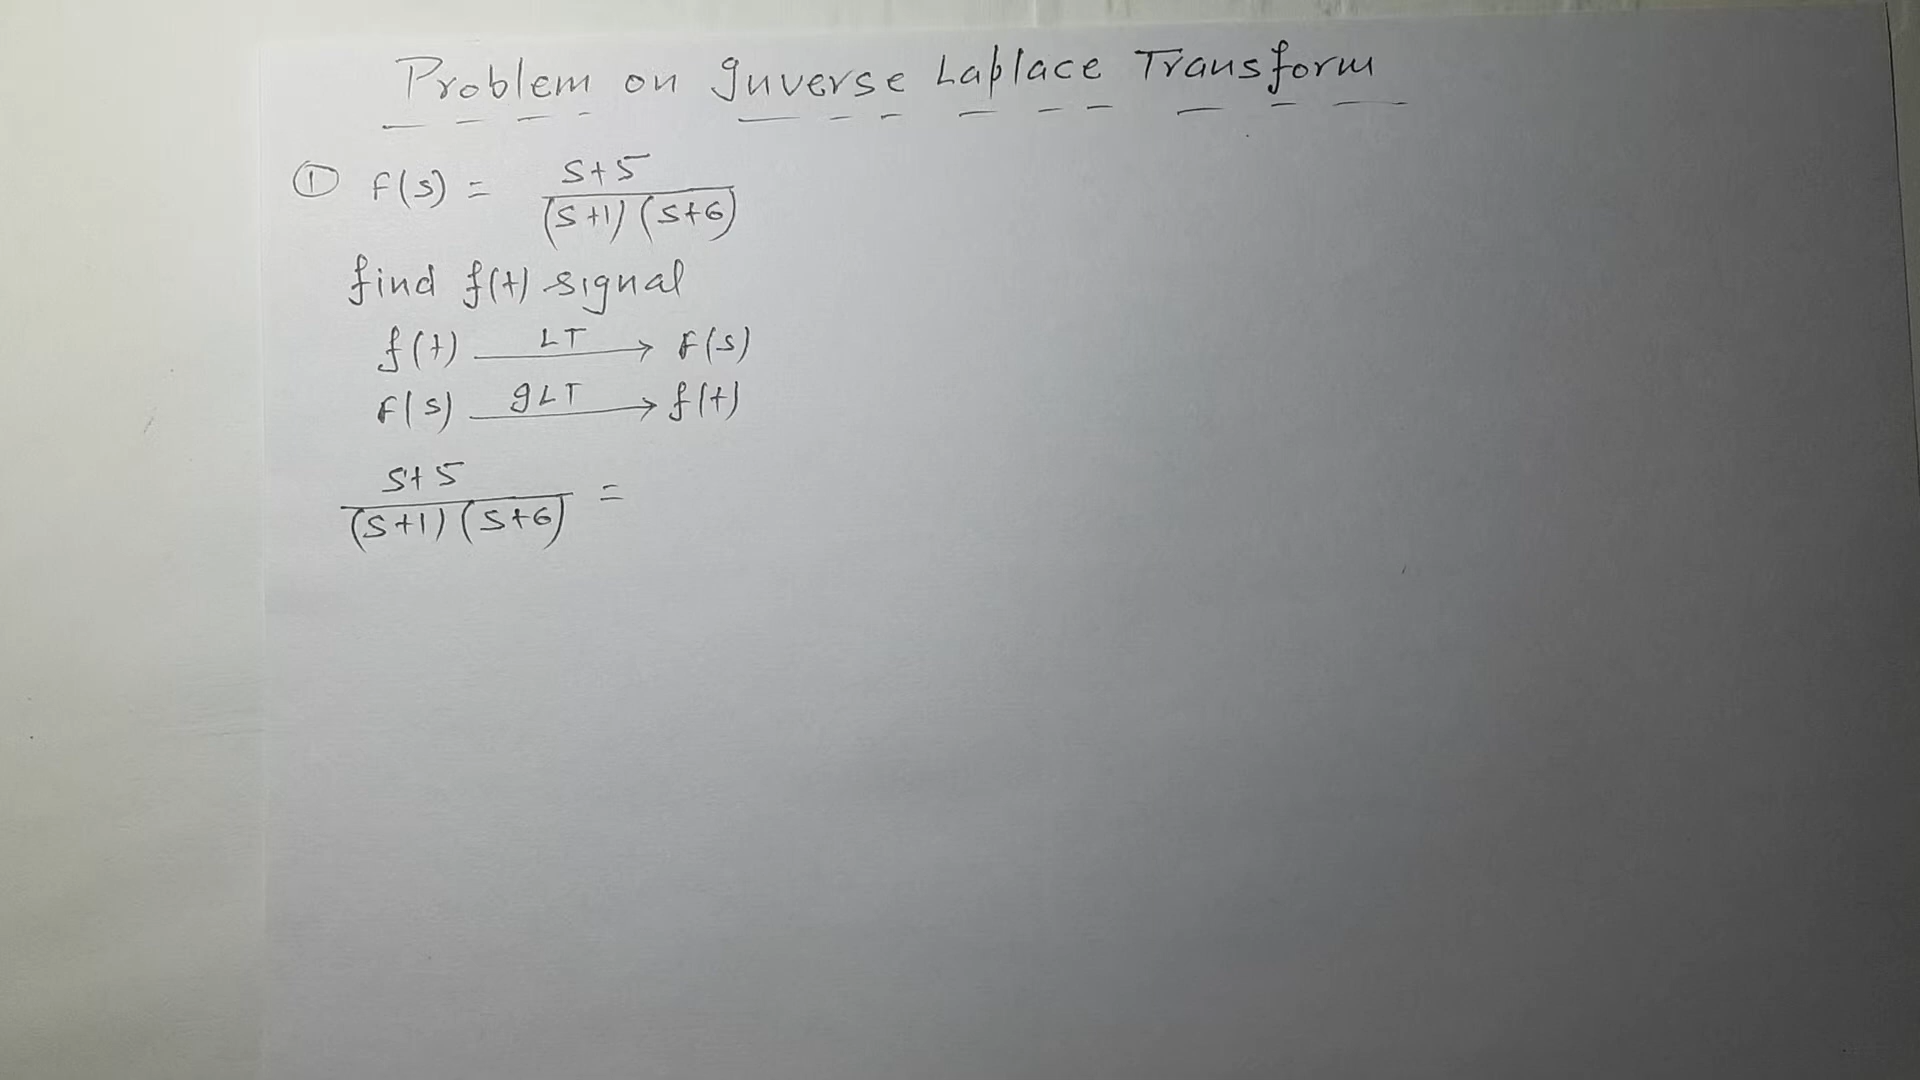 Problem on Inverse Laplace Transform
① F(s) = s+5 / (s+1)(s+6)
find f(t) signal
f(t) LT → F(s)
F(s) ILT → f(t)
s+5 / (s+1)(s+6) =